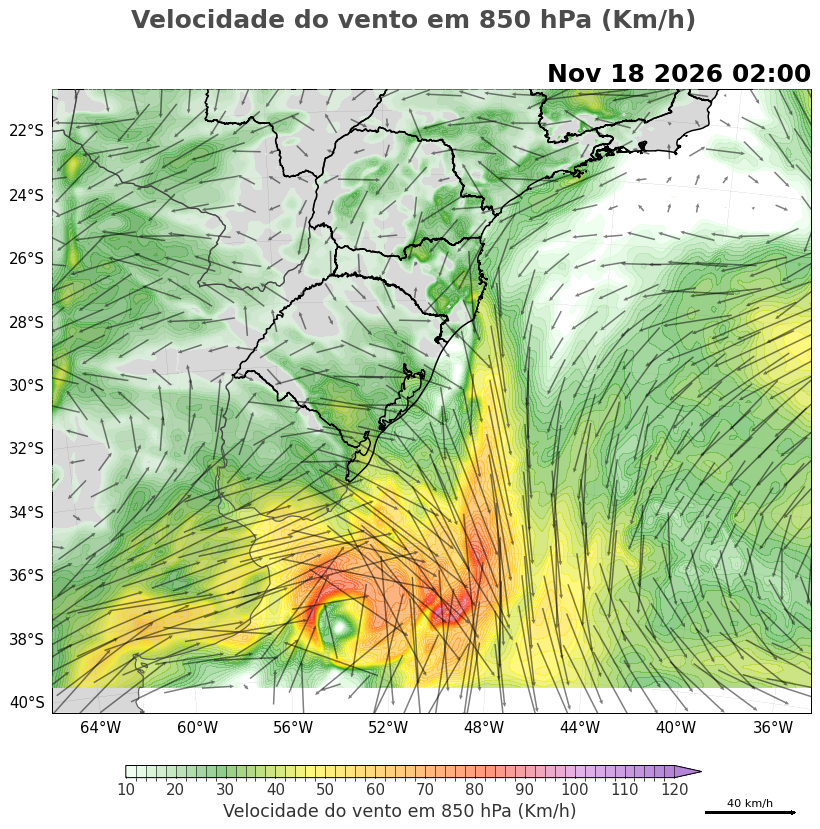 Velocidade do vento em 850 hPa (Km/h)
Nov 18 2026 02:00
22°S
24°S
26°S
28°S
30°S
32°S
34°S
36°S
38°S
40°S
64°W 60°W 56°W 52°W 48°W 44°W 40°W 36°W
10 20 30 40 50 60 70 80 90 100 110 120
Velocidade do vento em 850 hPa (Km/h)
40 km/h